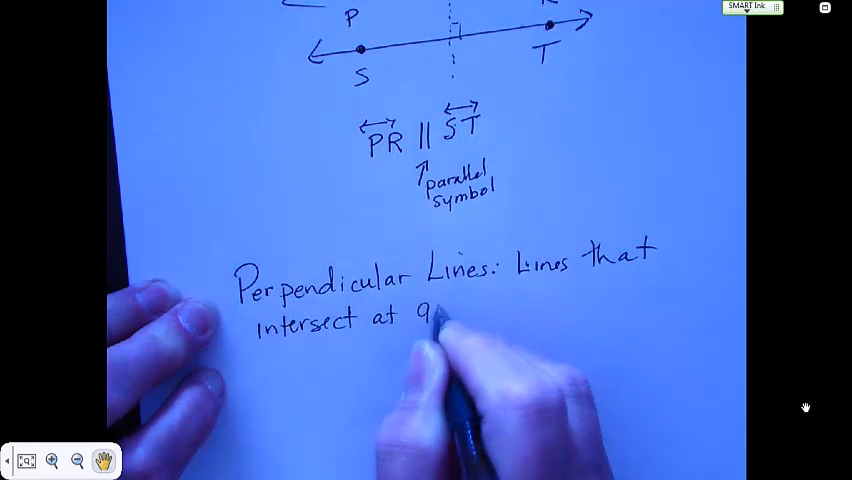 SMART Ink
P
S
T
PR || ST
parallel
symbol
Perpendicular Lines: Lines that
intersect at 9